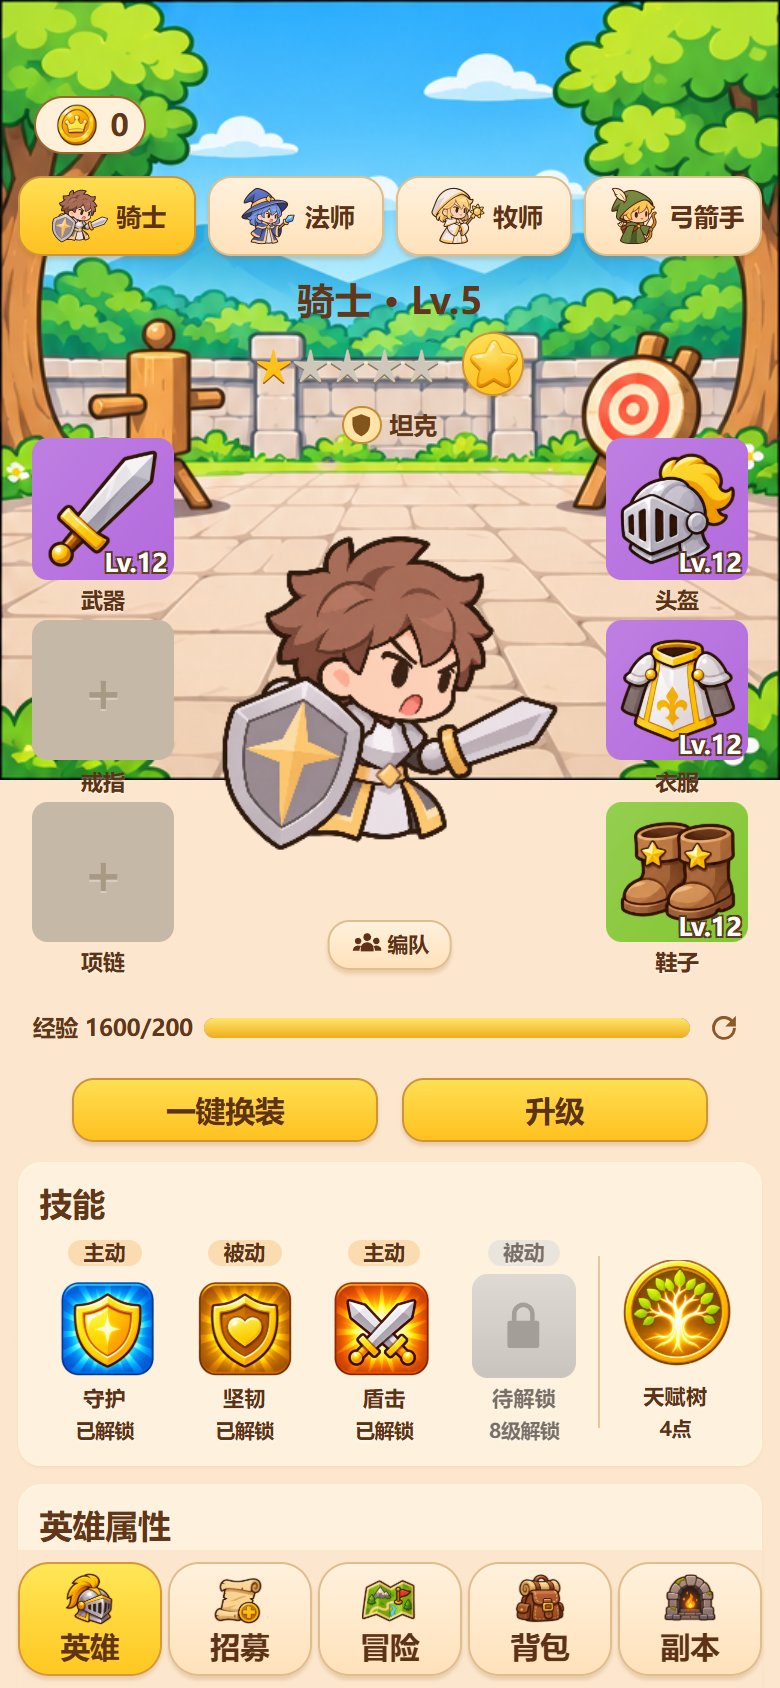 0
骑士
法师
牧师
弓箭手
骑士·Lv.5
坦克
Lv.12
武器
Lv.12
头盔
+
戒指
Lv.12
衣服
+
项链
Lv.12
鞋子
编队
经验 1600/200
一键换装
升级
技能
主动
被动
主动
被动
守护
已解锁
坚韧
已解锁
盾击
已解锁
待解锁
8级解锁
天赋树
4点
英雄属性
英雄
招募
冒险
背包
副本